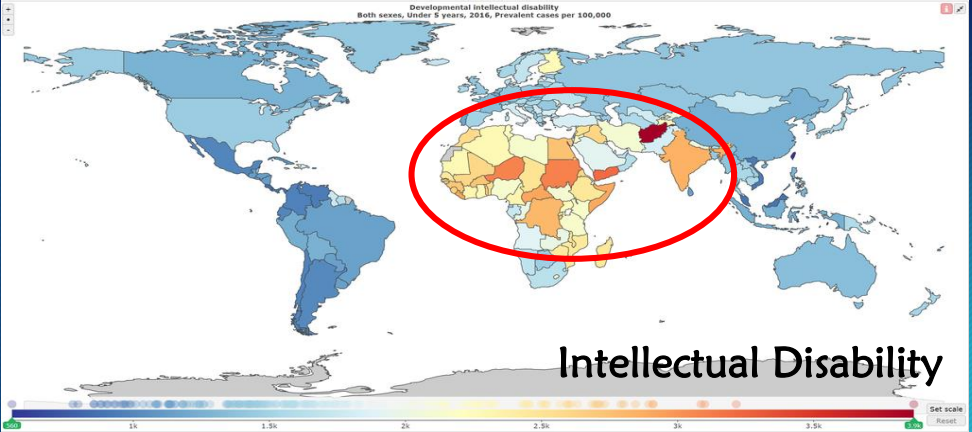 Developmental intellectual disability
Both sexes, Under 5 years, 2016, Prevalent cases per 100,000
Intellectual Disability
560
1k
1.5k
2k
2.5k
3k
3.5k
3.9k
Set scale
Reset